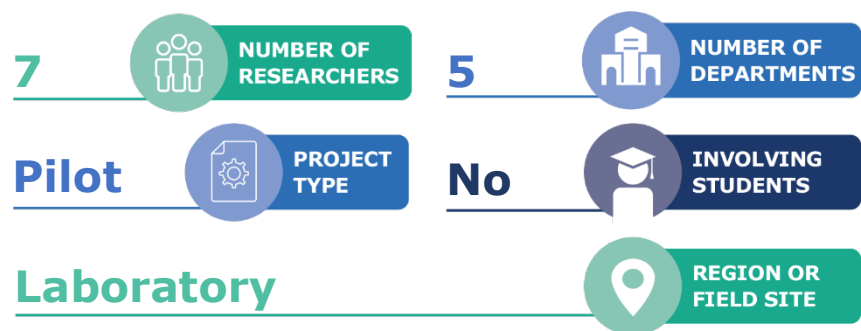 7
NUMBER OF
RESEARCHERS
5
NUMBER OF
DEPARTMENTS
Pilot
PROJECT
TYPE
No
INVOLVING
STUDENTS
Laboratory
REGION OR
FIELD SITE